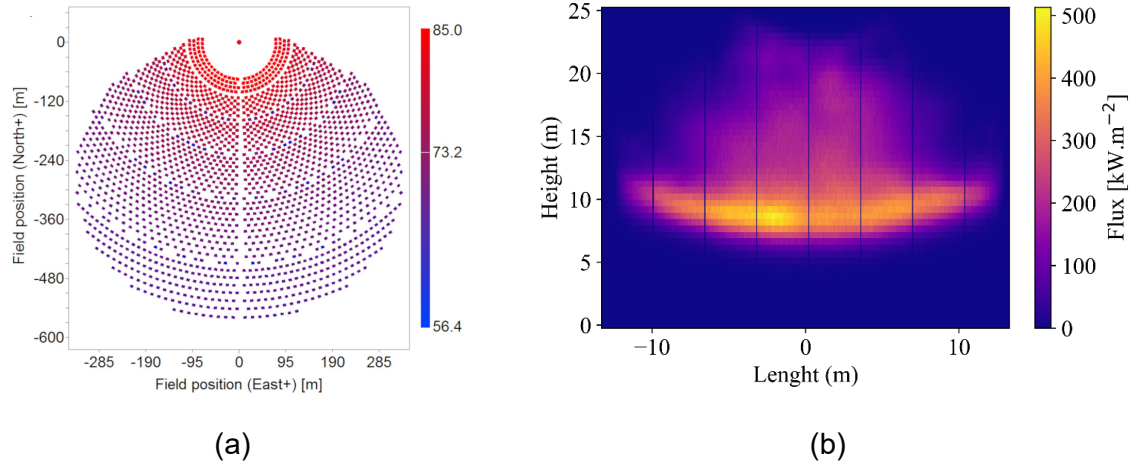 0
-120
-240
-360
-480
-600
Field position (North+) [m]
-285 -190 -95 0 95 190 285
Field position (East+) [m]
85.0
73.2
56.4
(a)
25
20
15
10
5
0
Height (m)
−10 0 10
Lenght (m)
500
400
300
200
100
0
Flux [kW.m−2]
(b)